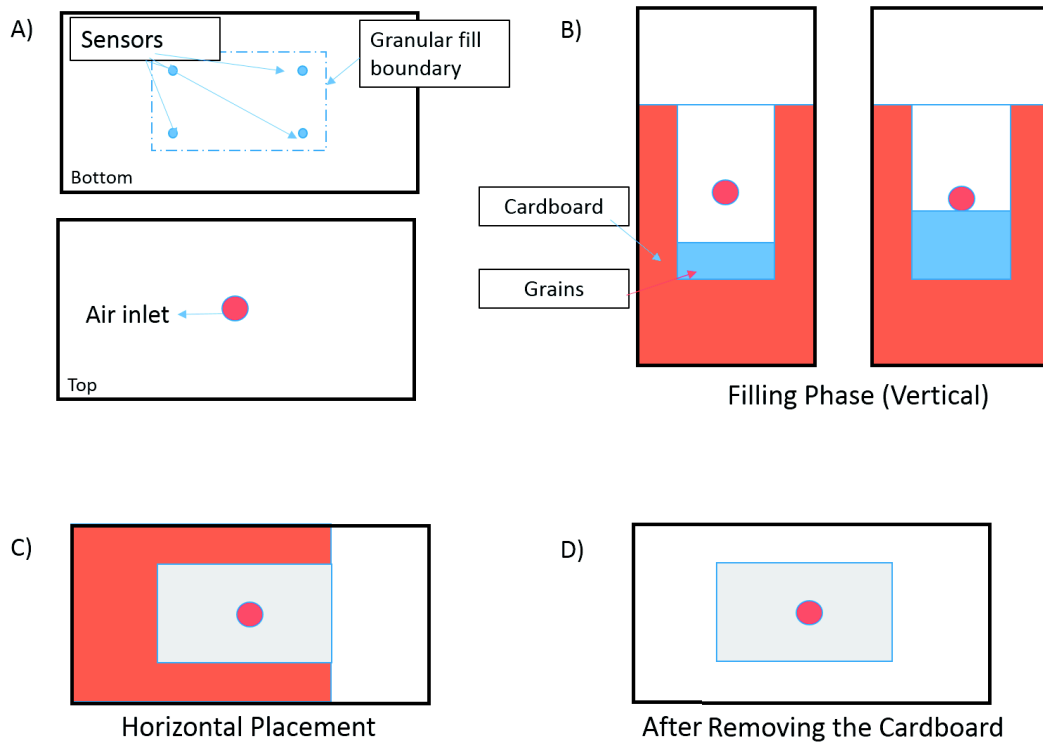 A)
Sensors
Granular fill
boundary
Bottom
Air inlet
Top
B)
Cardboard
Grains
Filling Phase (Vertical)
C)
Horizontal Placement
D)
After Removing the Cardboard